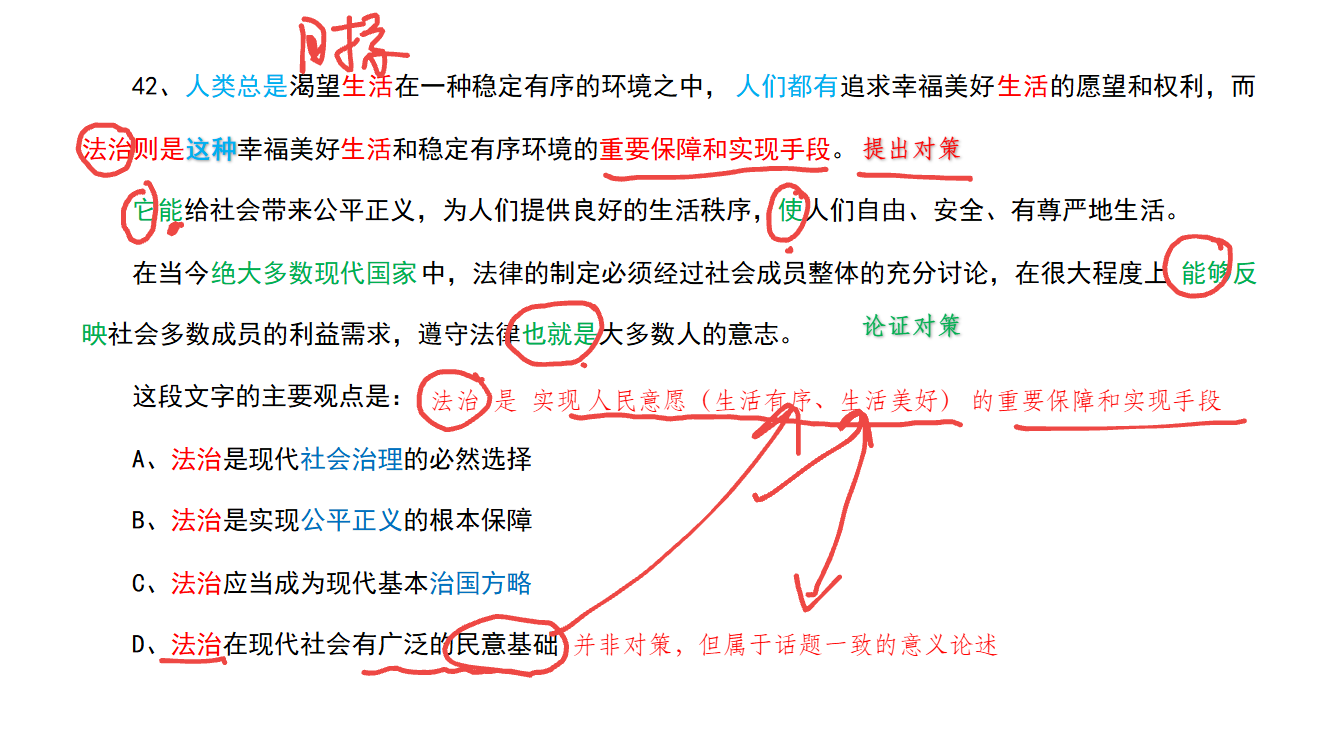 目标
42、人类总是渴望生活在一种稳定有序的环境之中，人们都有追求幸福美好生活的愿望和权利，而
法治则是这种幸福美好生活和稳定有序环境的重要保障和实现手段。 提出对策
它能给社会带来公平正义，为人们提供良好的生活秩序，使人们自由、安全、有尊严地生活。
在当今绝大多数现代国家中，法律的制定必须经过社会成员整体的充分讨论，在很大程度上能够反
映社会多数成员的利益需求，遵守法律也就是大多数人的意志。 论证对策
这段文字的主要观点是： 法治 是 实现 人民意愿（生活有序、生活美好） 的重要保障和实现手段
A、法治是现代社会治理的必然选择
B、法治是实现公平正义的根本保障
C、法治应当成为现代基本治国方略
D、法治在现代社会有广泛的民意基础 并非对策，但属于话题一致的意义论述